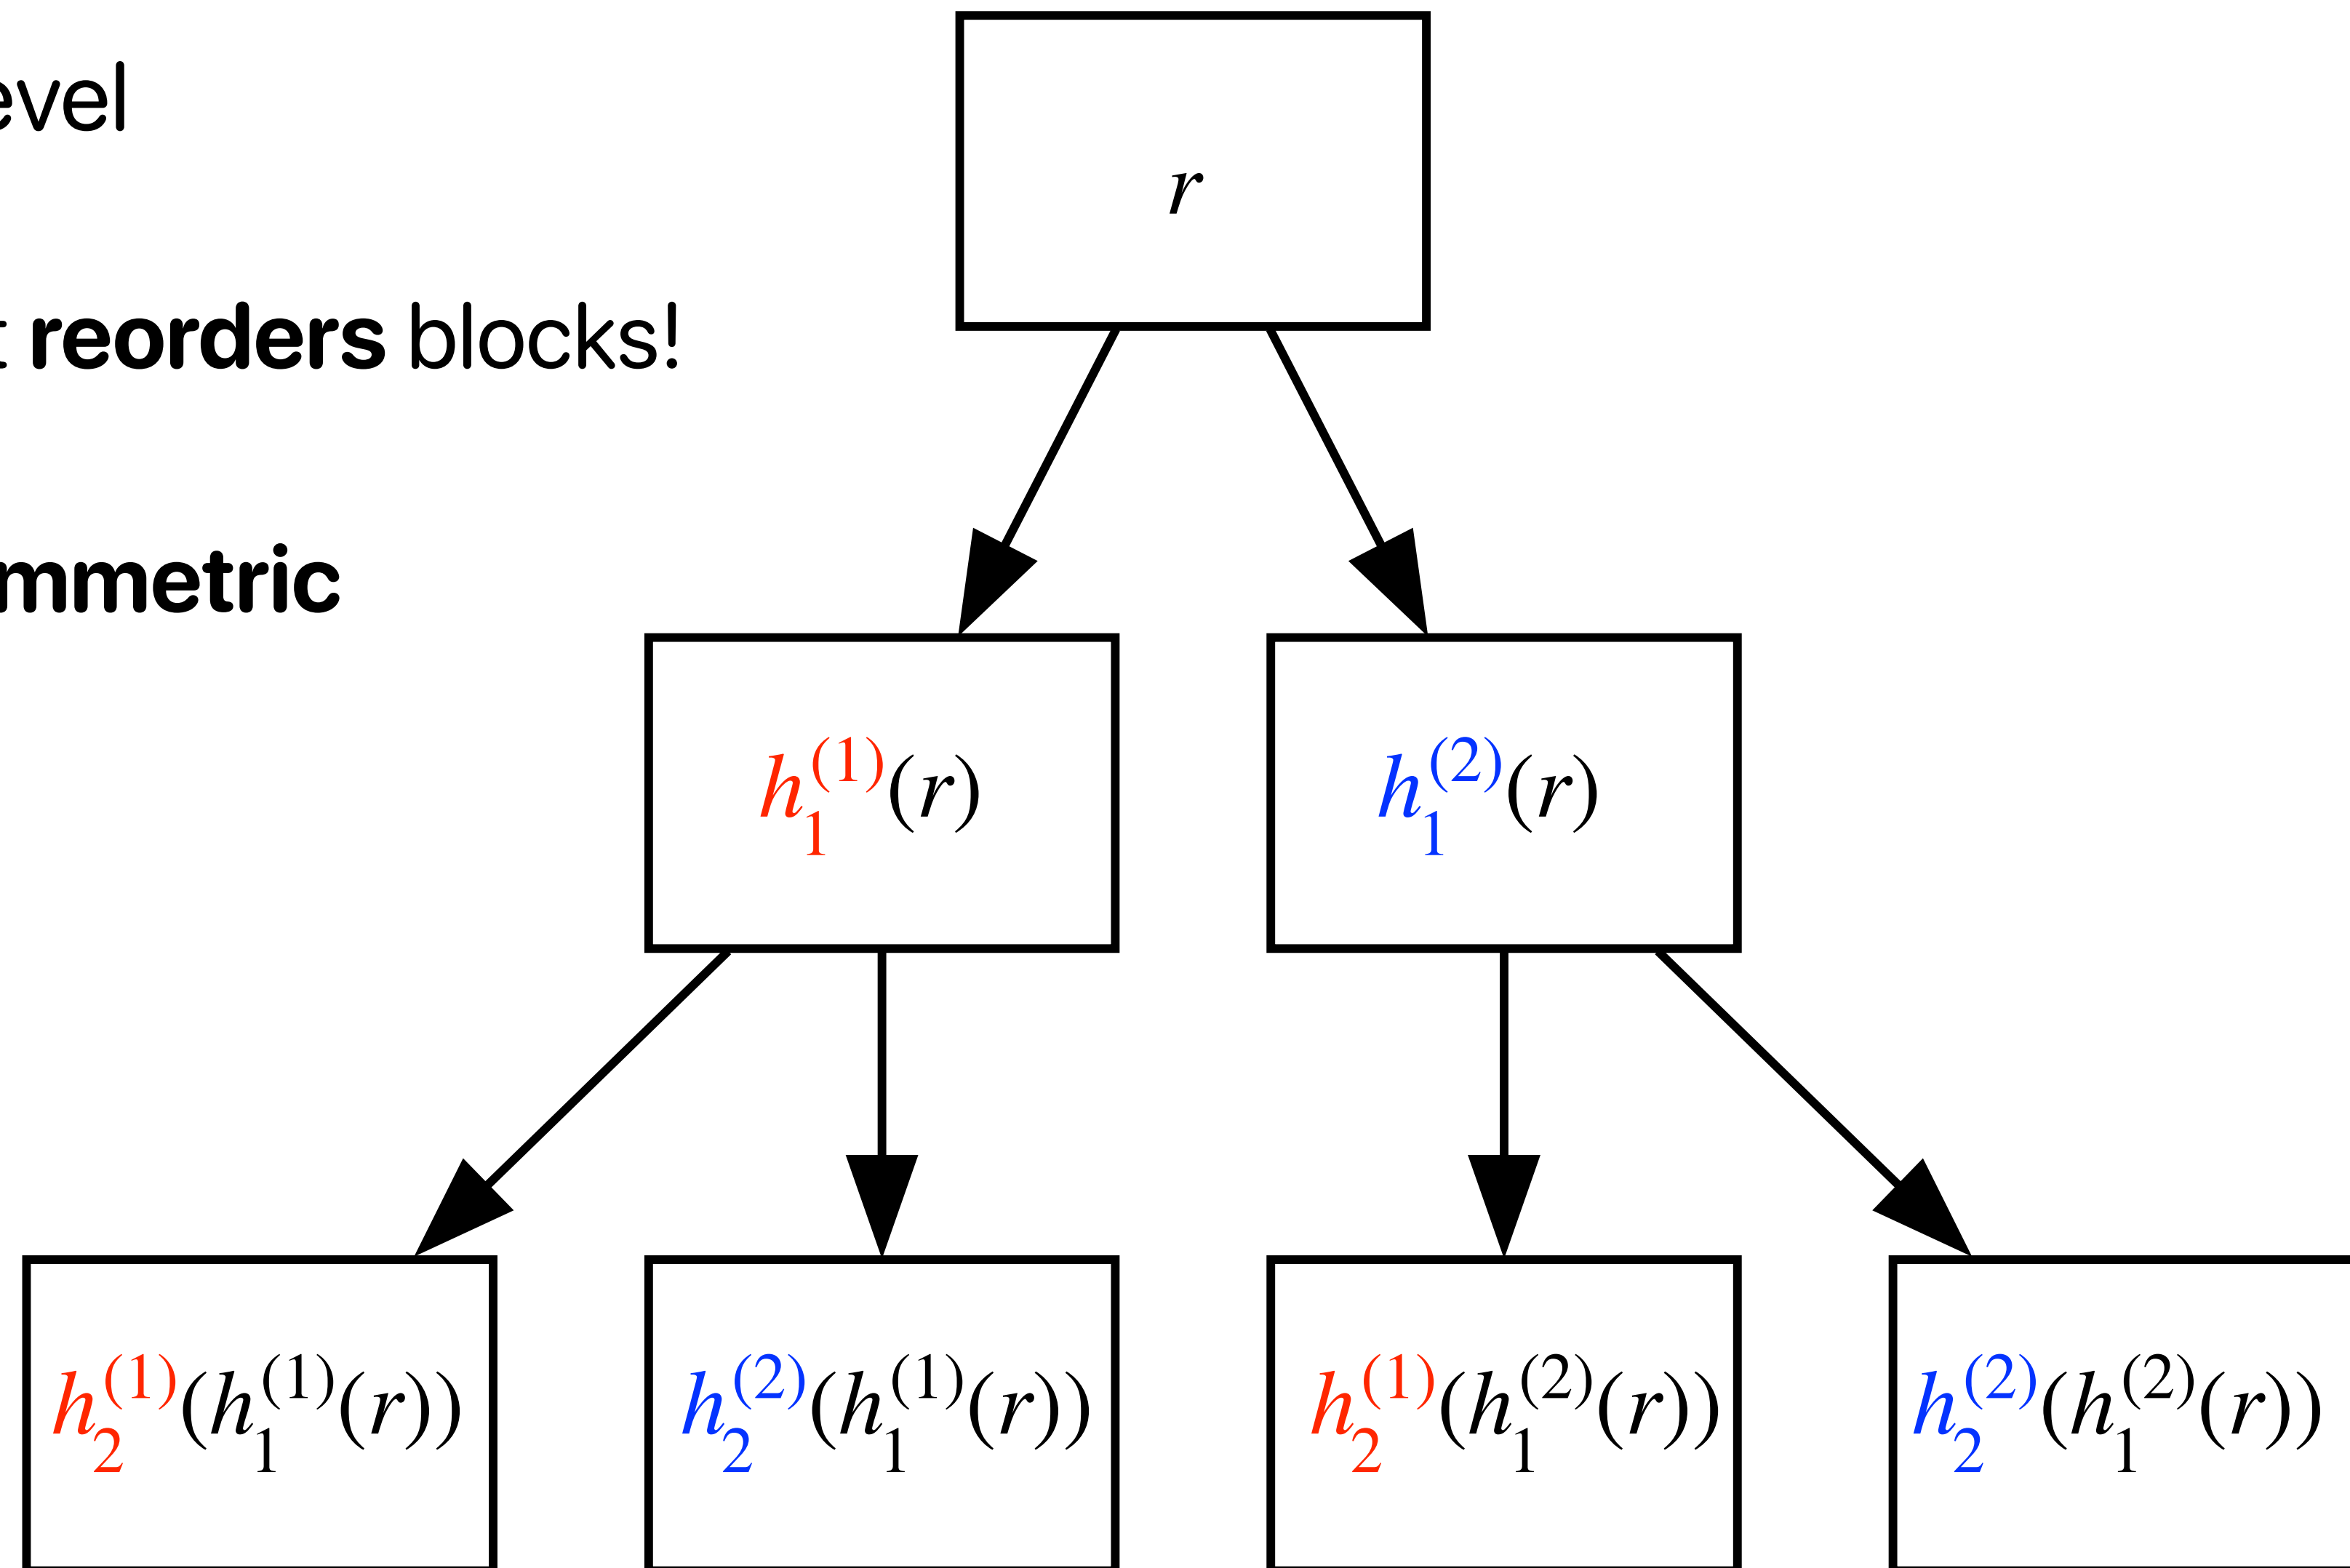 evel
r
t reorders blocks!
mmetric
h_1^{(1)}(r)
h_1^{(2)}(r)
h_2^{(1)}(h_1^{(1)}(r))
h_2^{(2)}(h_1^{(1)}(r))
h_2^{(1)}(h_1^{(2)}(r))
h_2^{(2)}(h_1^{(2)}(r))